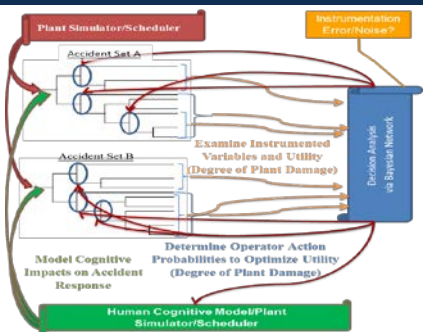 Plant Simulator/Scheduler
Instrumentation
Error/Noise?
Accident Set A
Examine Instrumented
Variables and Utility
(Degree of Plant Damage)
Decision Analysis
via Bayesian Network
Accident Set B
Model Cognitive
Impacts on Accident
Response
Determine Operator Action
Probabilities to Optimize Utility
(Degree of Plant Damage)
Human Cognitive Model/Plant
Simulator/Scheduler